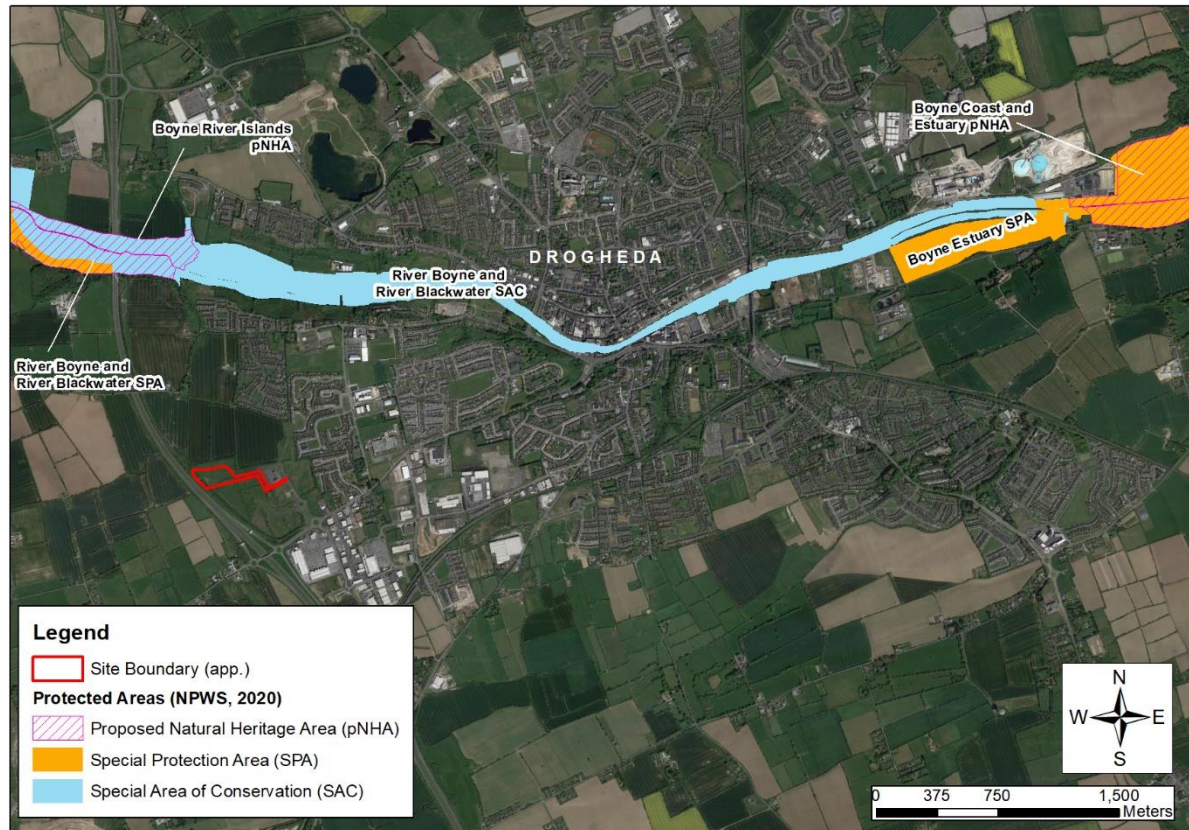 Boyne River Islands
pNHA
Boyne Coast and
Estuary pNHA
DROGHEDA
Boyne Estuary SPA
River Boyne and
River Blackwater SAC
River Boyne and
River Blackwater SPA
Legend
Site Boundary (app.)
Protected Areas (NPWS, 2020)
Proposed Natural Heritage Area (pNHA)
Special Protection Area (SPA)
Special Area of Conservation (SAC)
N
W E
S
0 375 750 1,500
Meters